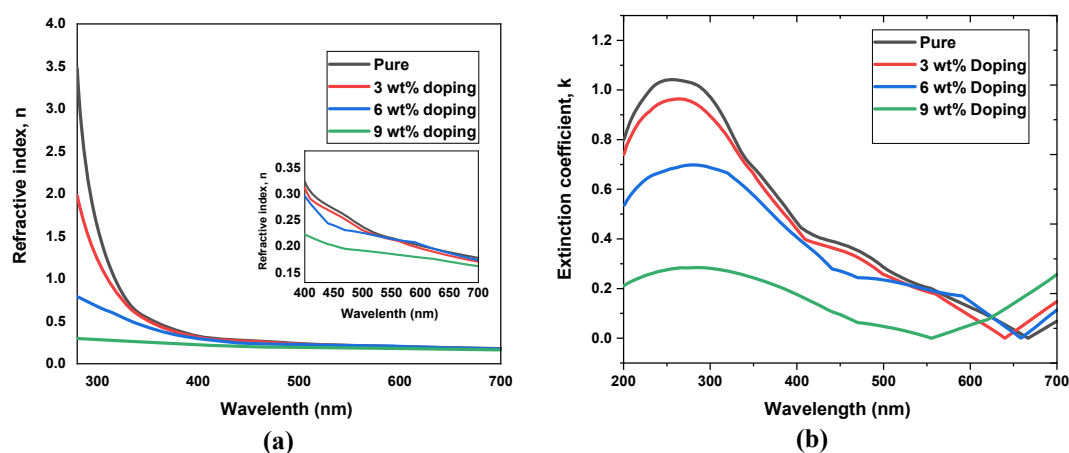 4.0
3.5
3.0
2.5
2.0
1.5
1.0
0.5
0.0
Refractive index, n
300 400 500 600 700
Wavelenth (nm)
Pure
3 wt% doping
6 wt% doping
9 wt% doping
0.35
0.30
0.25
0.20
0.15
Refractive index, n
400 450 500 550 600 650 700
Wavelength (nm)
(a)
1.2
1.0
0.8
0.6
0.4
0.2
0.0
Extinction coefficient, k
200 300 400 500 600 700
Wavelength (nm)
Pure
3 wt% Doping
6 wt% Doping
9 wt% Doping
(b)